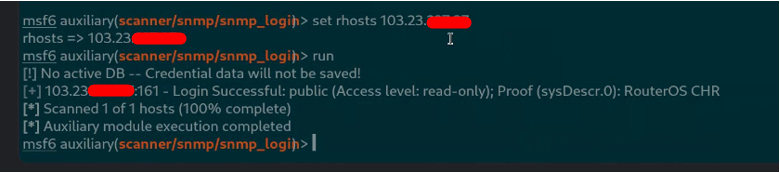 msf6 auxiliary(scanner/snmp/snmp_login)> set rhosts 103.23.
rhosts => 103.23
msf6 auxiliary(scanner/snmp/snmp_login)> run
[!] No active DB -- Credential data will not be saved!
[+] 103.23 :161 - Login Successful: public (Access level: read-only); Proof (sysDescr.0): RouterOS CHR
[*] Scanned 1 of 1 hosts (100% complete)
[*] Auxiliary module execution completed
msf6 auxiliary(scanner/snmp/snmp_login)>